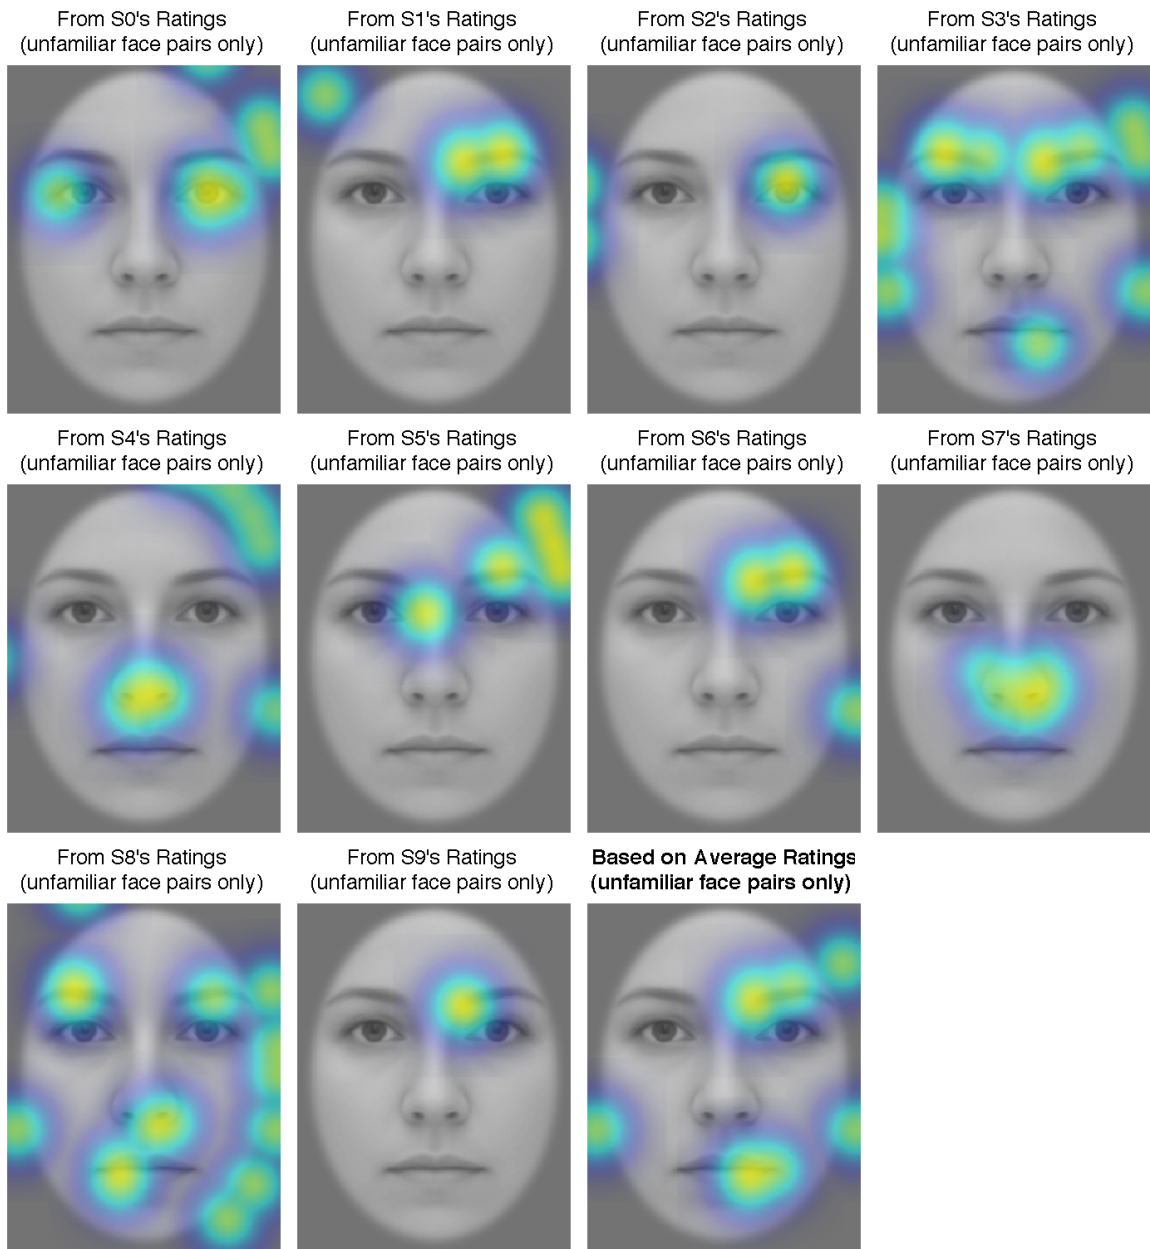 From S0's Ratings
(unfamiliar face pairs only)
From S1's Ratings
(unfamiliar face pairs only)
From S2's Ratings
(unfamiliar face pairs only)
From S3's Ratings
(unfamiliar face pairs only)
From S4's Ratings
(unfamiliar face pairs only)
From S5's Ratings
(unfamiliar face pairs only)
From S6's Ratings
(unfamiliar face pairs only)
From S7's Ratings
(unfamiliar face pairs only)
From S8's Ratings
(unfamiliar face pairs only)
From S9's Ratings
(unfamiliar face pairs only)
Based on Average Ratings
(unfamiliar face pairs only)